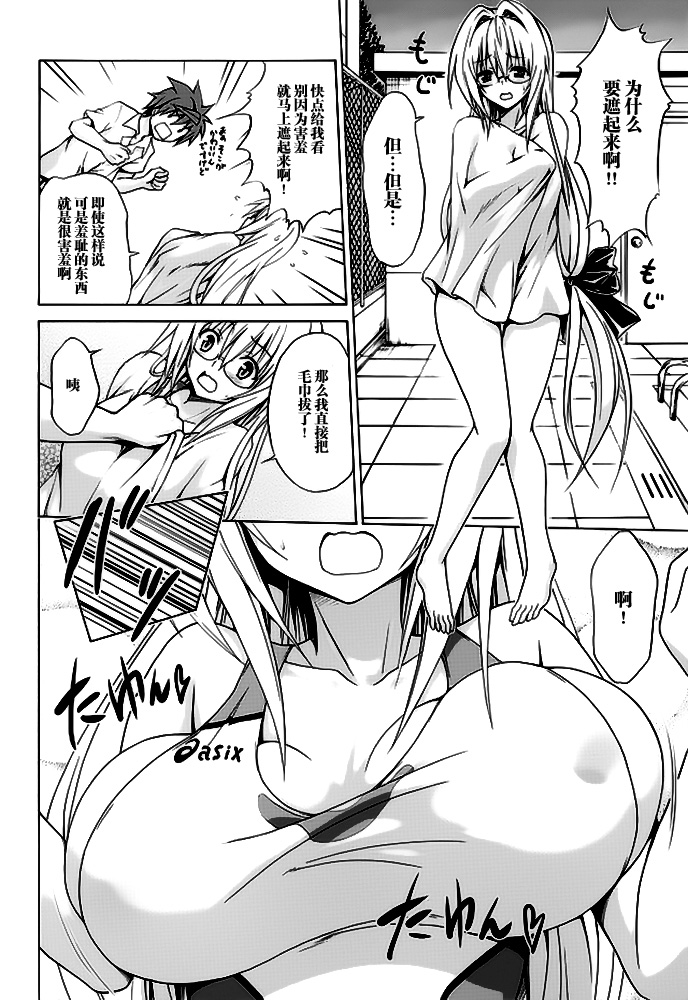 为什么
要遮起来啊!!
もじ
但…但是…
もじ
快点给我看
别因为害羞
就马上遮起来啊!
即使这样说
可是羞耻的东西
就是很害羞啊
那么我直接把
毛巾拔了!
咦
啊!
たゆん♡
asix
たゆん♡